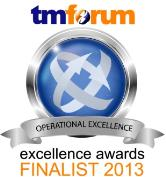 tmforum
OPERATIONAL EXCELLENCE
excellence awards
FINALIST 2013